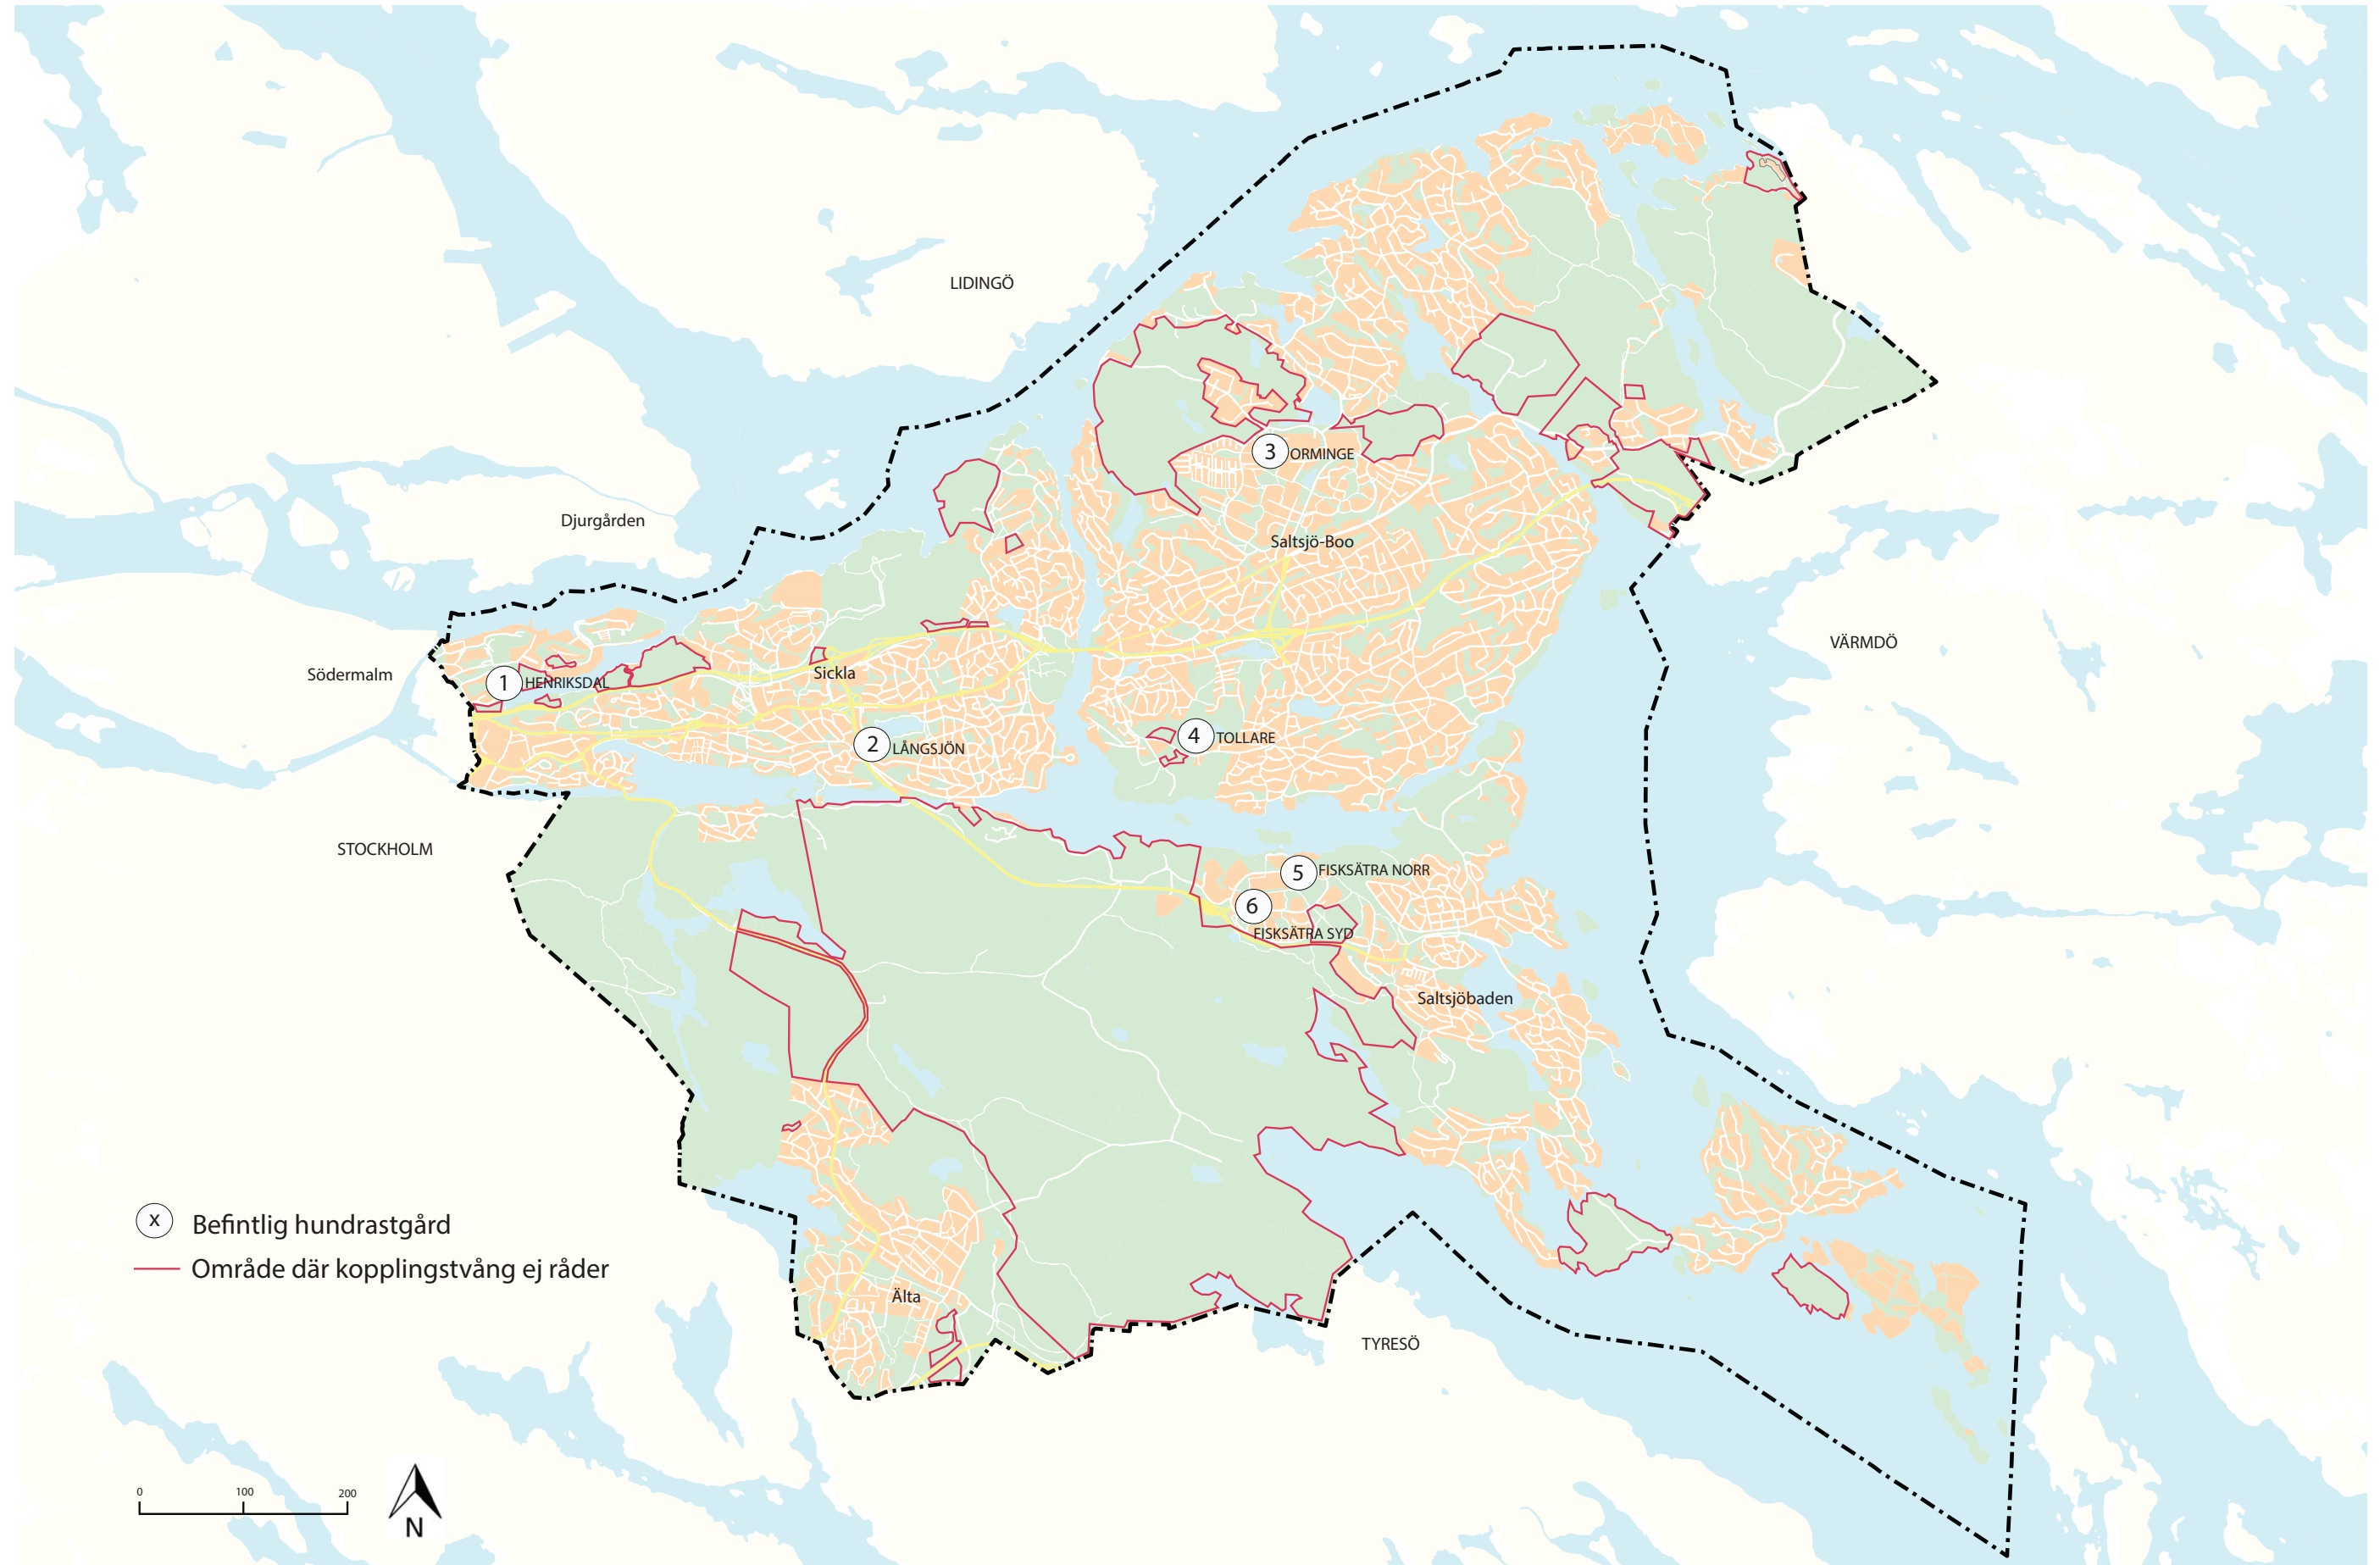 LIDINGÖ
3 ORMINGE
Djurgården
Saltsjö-Boo
VÄRMDÖ
Södermalm
Sickla
1 HENRIKSDAL
4 TOLLARE
2 LÅNGSJÖN
STOCKHOLM
5 FISKSÄTRA NORR
6
FISKSÄTRA SYD
Saltsjöbaden
x Befintlig hundrastgård
Område där kopplingstvång ej råder
Älta
TYRESÖ
0 100 200
N